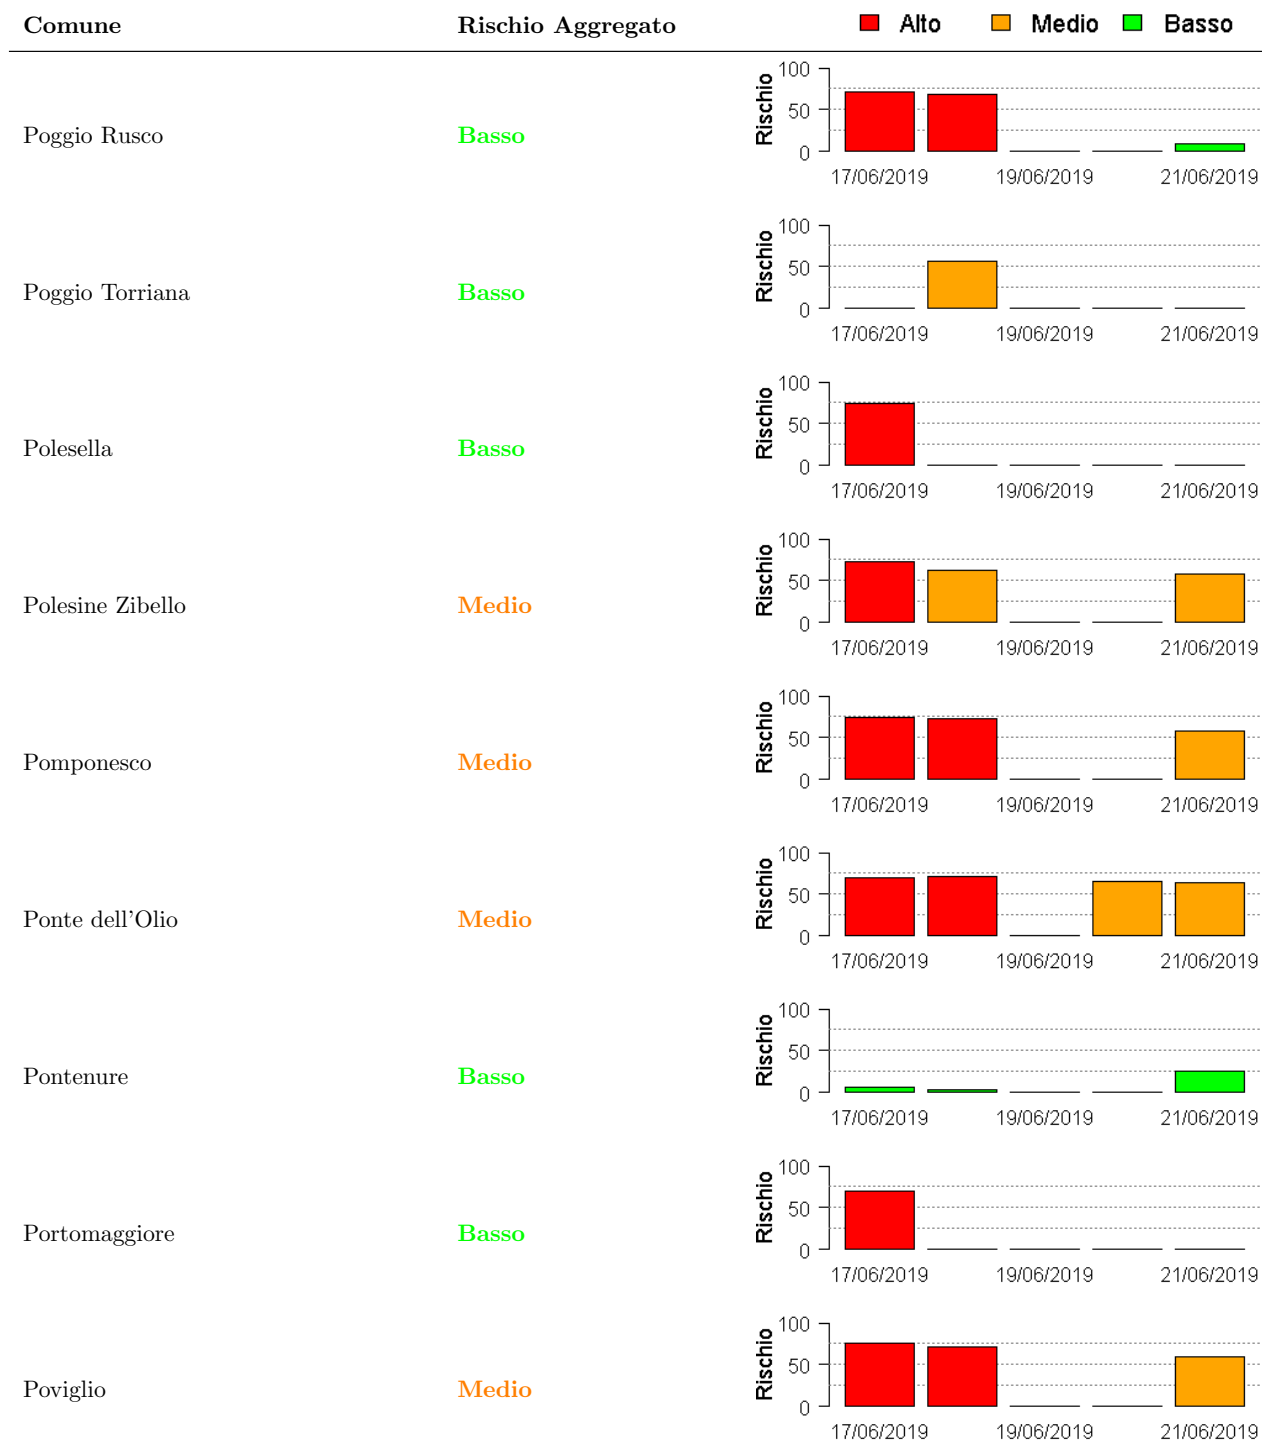 Comune Rischio Aggregato Alto Medio Basso
100
Rischio
50
Poggio Rusco Basso
0
17/06/2019 19/06/2019 21/06/2019
100
Rischio
50
Poggio Torriana Basso
0
17/06/2019 19/06/2019 21/06/2019
100
Rischio
50
Polesella Basso
0
17/06/2019 19/06/2019 21/06/2019
100
Rischio
50
Polesine Zibello Medio
0
17/06/2019 19/06/2019 21/06/2019
100
Rischio
50
Pomponesco Medio
0
17/06/2019 19/06/2019 21/06/2019
100
Rischio
50
Ponte dell'Olio Medio
0
17/06/2019 19/06/2019 21/06/2019
100
Rischio
50
Pontenure Basso
0
17/06/2019 19/06/2019 21/06/2019
100
Rischio
50
Portomaggiore Basso
0
17/06/2019 19/06/2019 21/06/2019
100
Rischio
50
Poviglio Medio
0
17/06/2019 19/06/2019 21/06/2019